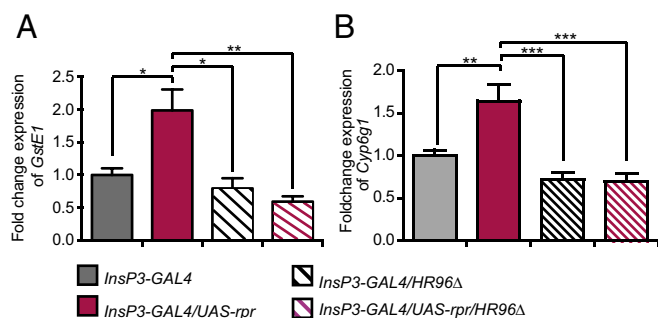 A
B
Fold change expression
of GstE1
2.5
2.0
1.5
1.0
0.5
0.0
*
*
**
Foldchange expression
of Cyp6g1
2.0
1.5
1.0
0.5
0.0
**
***
***
InsP3-GAL4
InsP3-GAL4/HR96Δ
InsP3-GAL4/UAS-rpr
InsP3-GAL4/UAS-rpr/HR96Δ